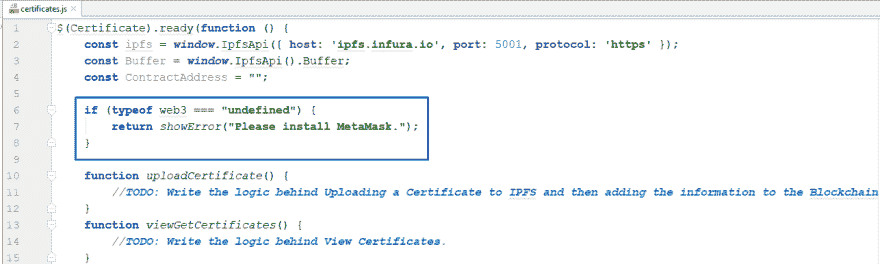 certificates.js
1 $(Certificate).ready(function () {
2 const ipfs = window.IpfsApi({ host: 'ipfs.infura.io', port: 5001, protocol: 'https' });
3 const Buffer = window.IpfsApi().Buffer;
4 const ContractAddress = "";
5
6 if (typeof web3 === "undefined") {
7 return showError("Please install MetaMask.");
8 }
9
10 function uploadCertificate() {
11 //TODO: Write the logic behind Uploading a Certificate to IPFS and then adding the information to the Blockchain
12 }
13 function viewGetCertificates() {
14 //TODO: Write the logic behind View Certificates.
15 }